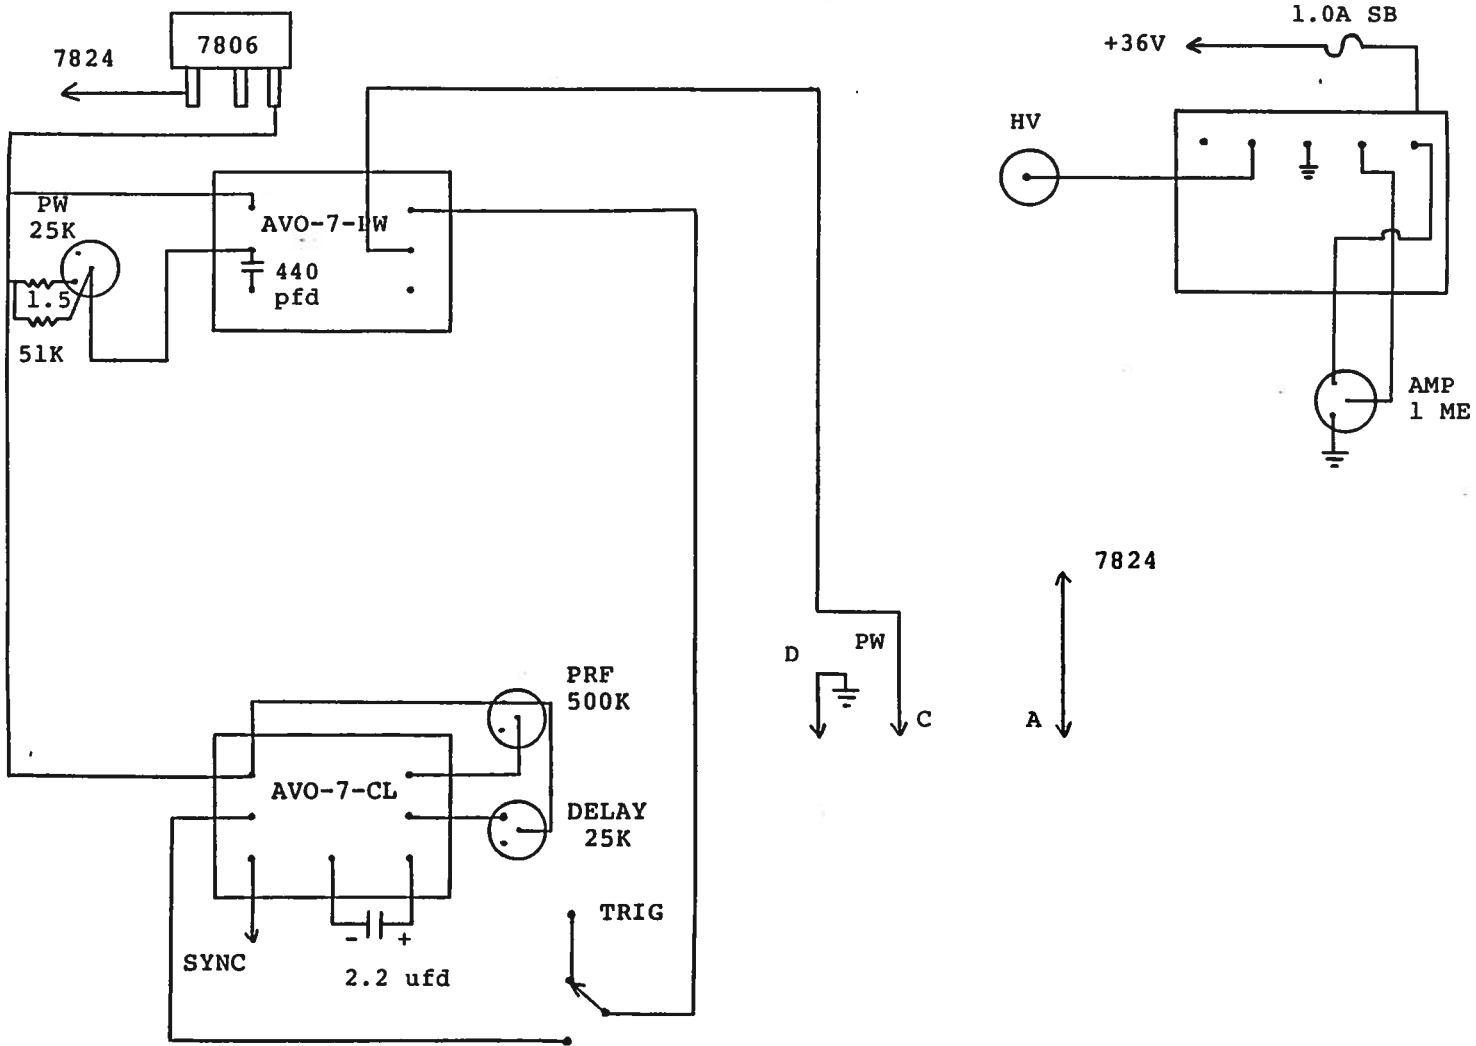 1.0A SB
+36V
7806
7824
HV
PW
25K
AVO-7-PW
440
pfd
1.5
51K
AMP
1 ME
7824
D
PW
C
A
PRF
500K
AVO-7-CL
DELAY
25K
TRIG
SYNC
- +
2.2 ufd